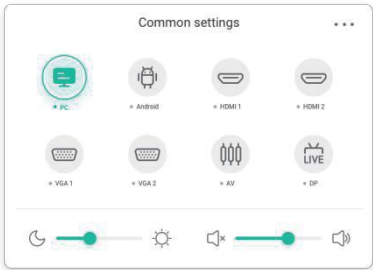 Common settings
PC
Android
HDMI 1
HDMI 2
VGA 1
VGA 2
AV
LIVE
DP